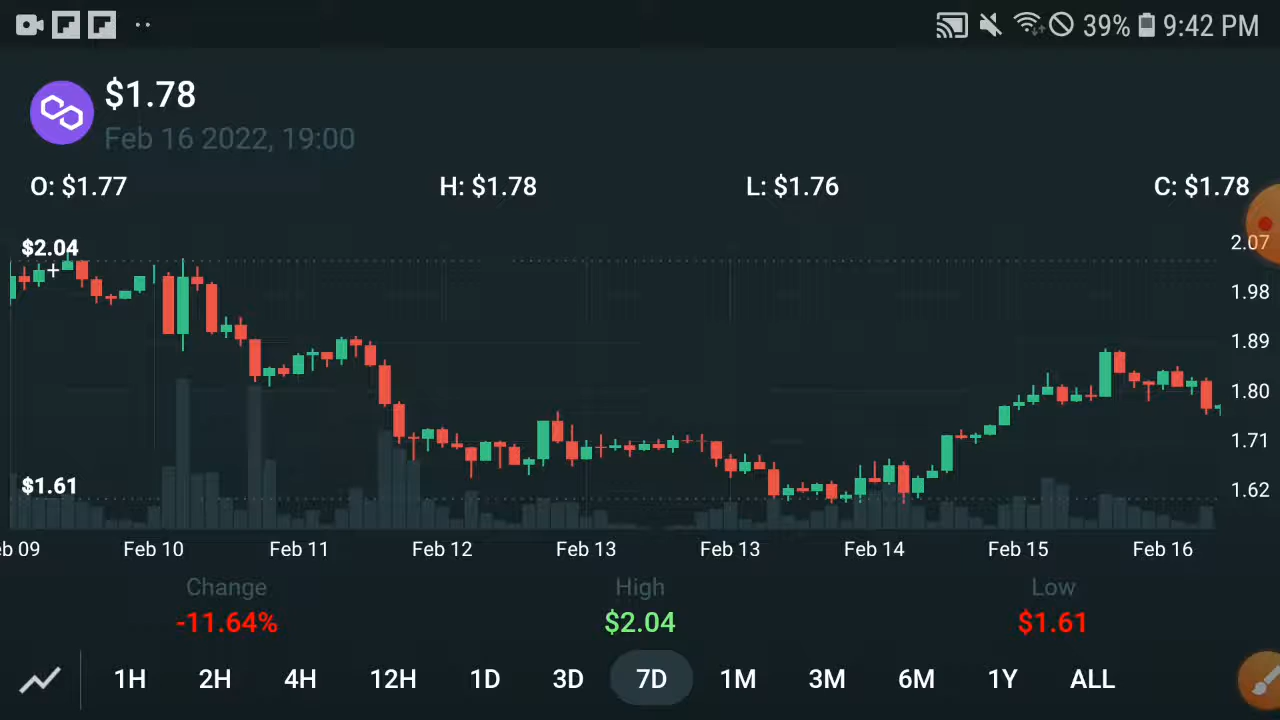 39% 9:42 PM
$1.78
Feb 16 2022, 19:00
O: $1.77 H: $1.78 L: $1.76 C: $1.78
$2.04
2.07
1.98
1.89
1.80
1.71
$1.61
1.62
b 09 Feb 10 Feb 11 Feb 12 Feb 13 Feb 13 Feb 14 Feb 15 Feb 16
Change High Low
-11.64% $2.04 $1.61
1H 2H 4H 12H 1D 3D 7D 1M 3M 6M 1Y ALL